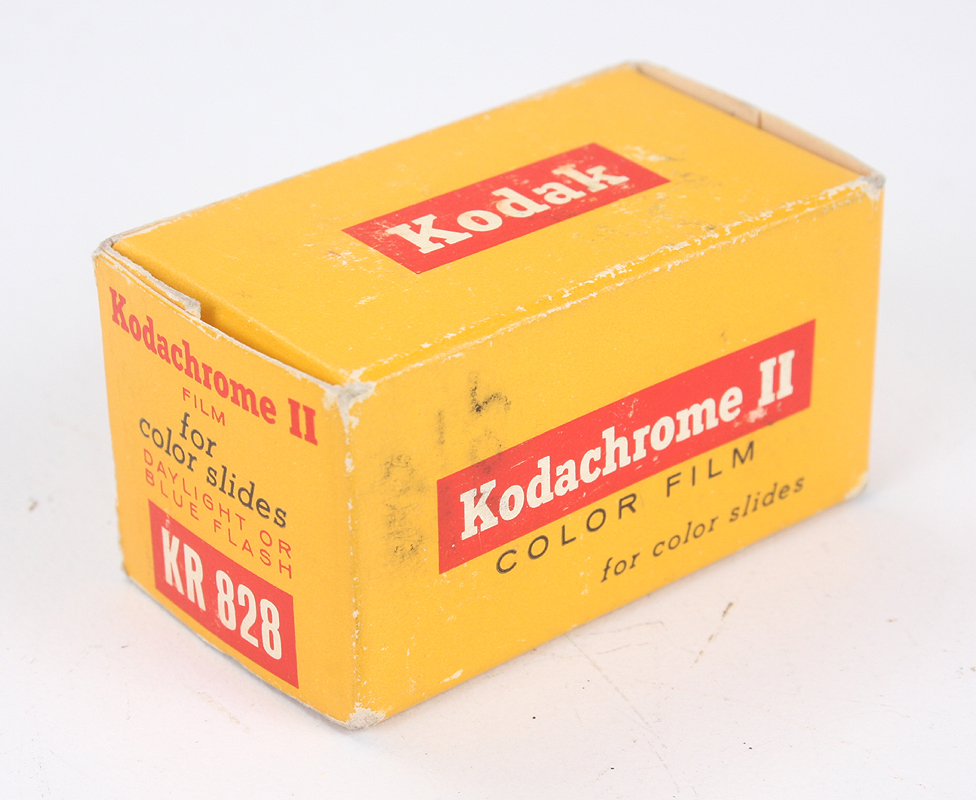 Kodak
Kodachrome II
FILM
for
color slides
DAYLIGHT OR
BLUE FLASH
KR 828
Kodachrome II
COLOR FILM
for color slides